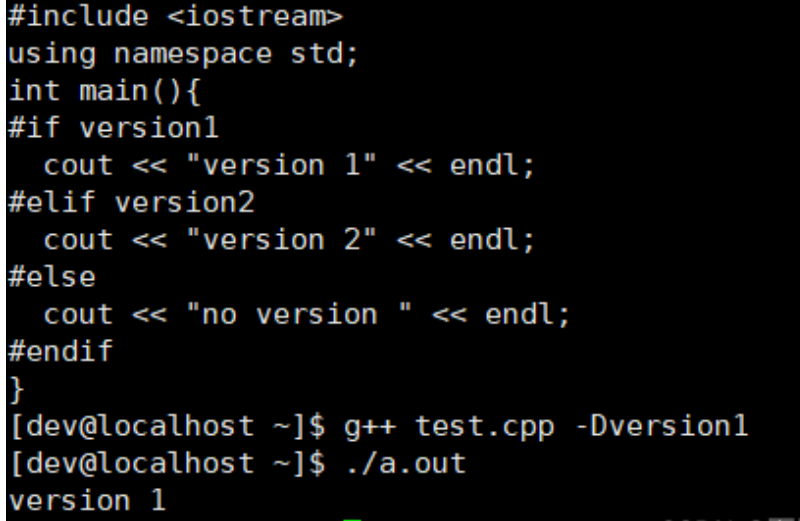 #include <iostream>
using namespace std;
int main(){
#if version1
  cout << "version 1" << endl;
#elif version2
  cout << "version 2" << endl;
#else
  cout << "no version " << endl;
#endif
}
[dev@localhost ~]$ g++ test.cpp -Dversion1
[dev@localhost ~]$ ./a.out
version 1